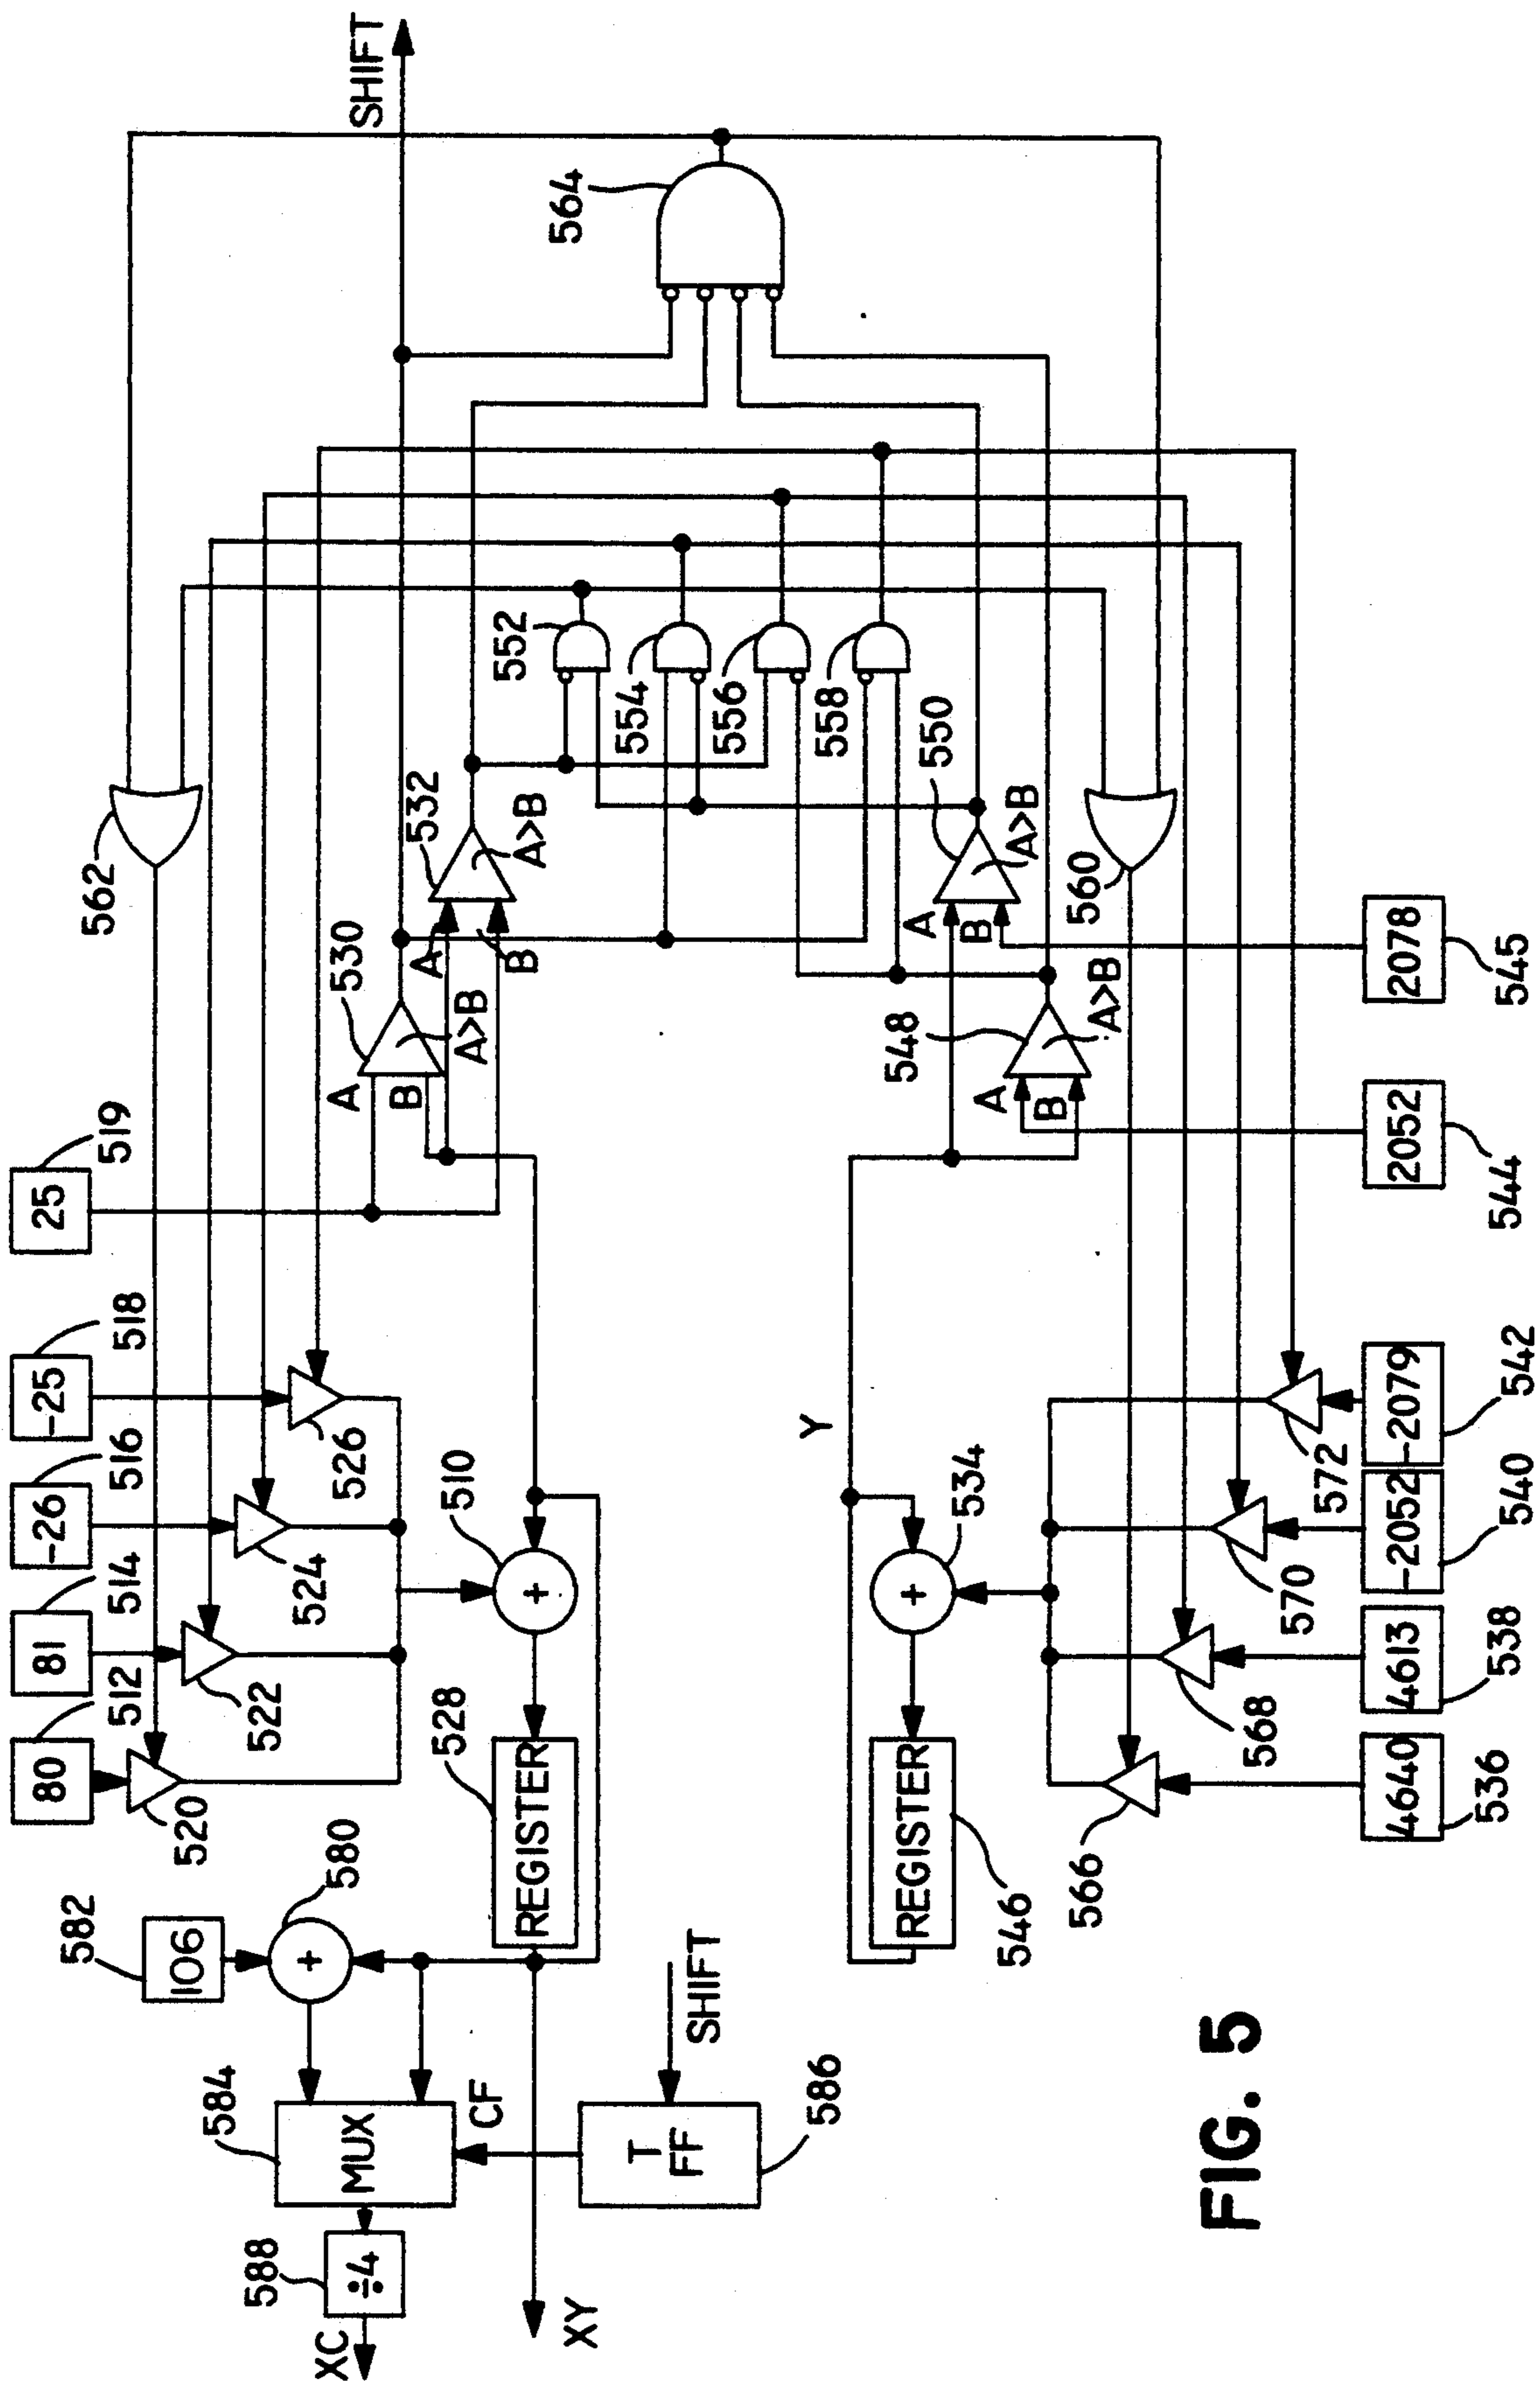 SHIFT
564
562
552
554
556
558
550
532
A>B
A
B
530
A>B
A
B
A>B
A
B
560
548
A>B
A
B
2078
545
2052
544
25
519
-25
518
-26
516
81
514
80
512
526
524
522
520
510
+
528
REGISTER
Y
534
+
REGISTER
546
572
570
568
566
-2079
542
-2052
540
4613
538
4640
536
582
106
580
+
584
MUX
CF
SHIFT
T
FF
586
588
÷4
XC
XY
FIG. 5